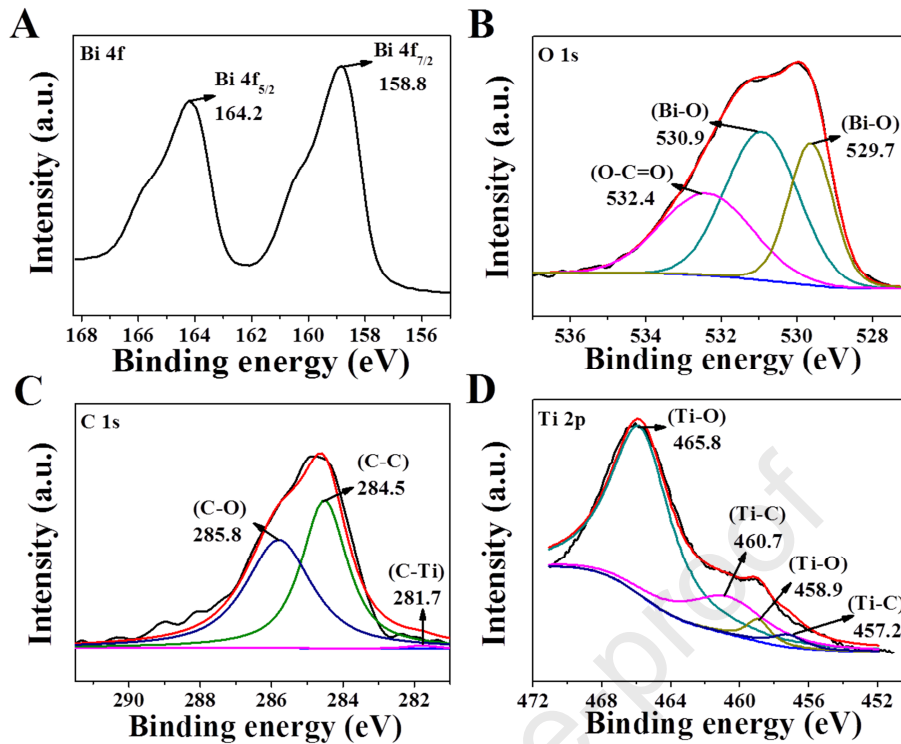 A
Bi 4f
Bi 4f5/2
164.2
Bi 4f7/2
158.8
Intensity (a.u.)
168 166 164 162 160 158 156 154
Binding energy (eV)
B
O 1s
(Bi-O)
530.9
(Bi-O)
529.7
(O-C=O)
532.4
Intensity (a.u.)
536 534 532 530 528
Binding energy (eV)
C
C 1s
(C-C)
284.5
(C-O)
285.8
(C-Ti)
281.7
Intensity (a.u.)
290 288 286 284 282
Binding energy (eV)
D
Ti 2p
(Ti-O)
465.8
(Ti-C)
460.7
(Ti-O)
458.9
(Ti-C)
457.2
Intensity (a.u.)
472 468 464 460 456 452
Binding energy (eV)
e-proof